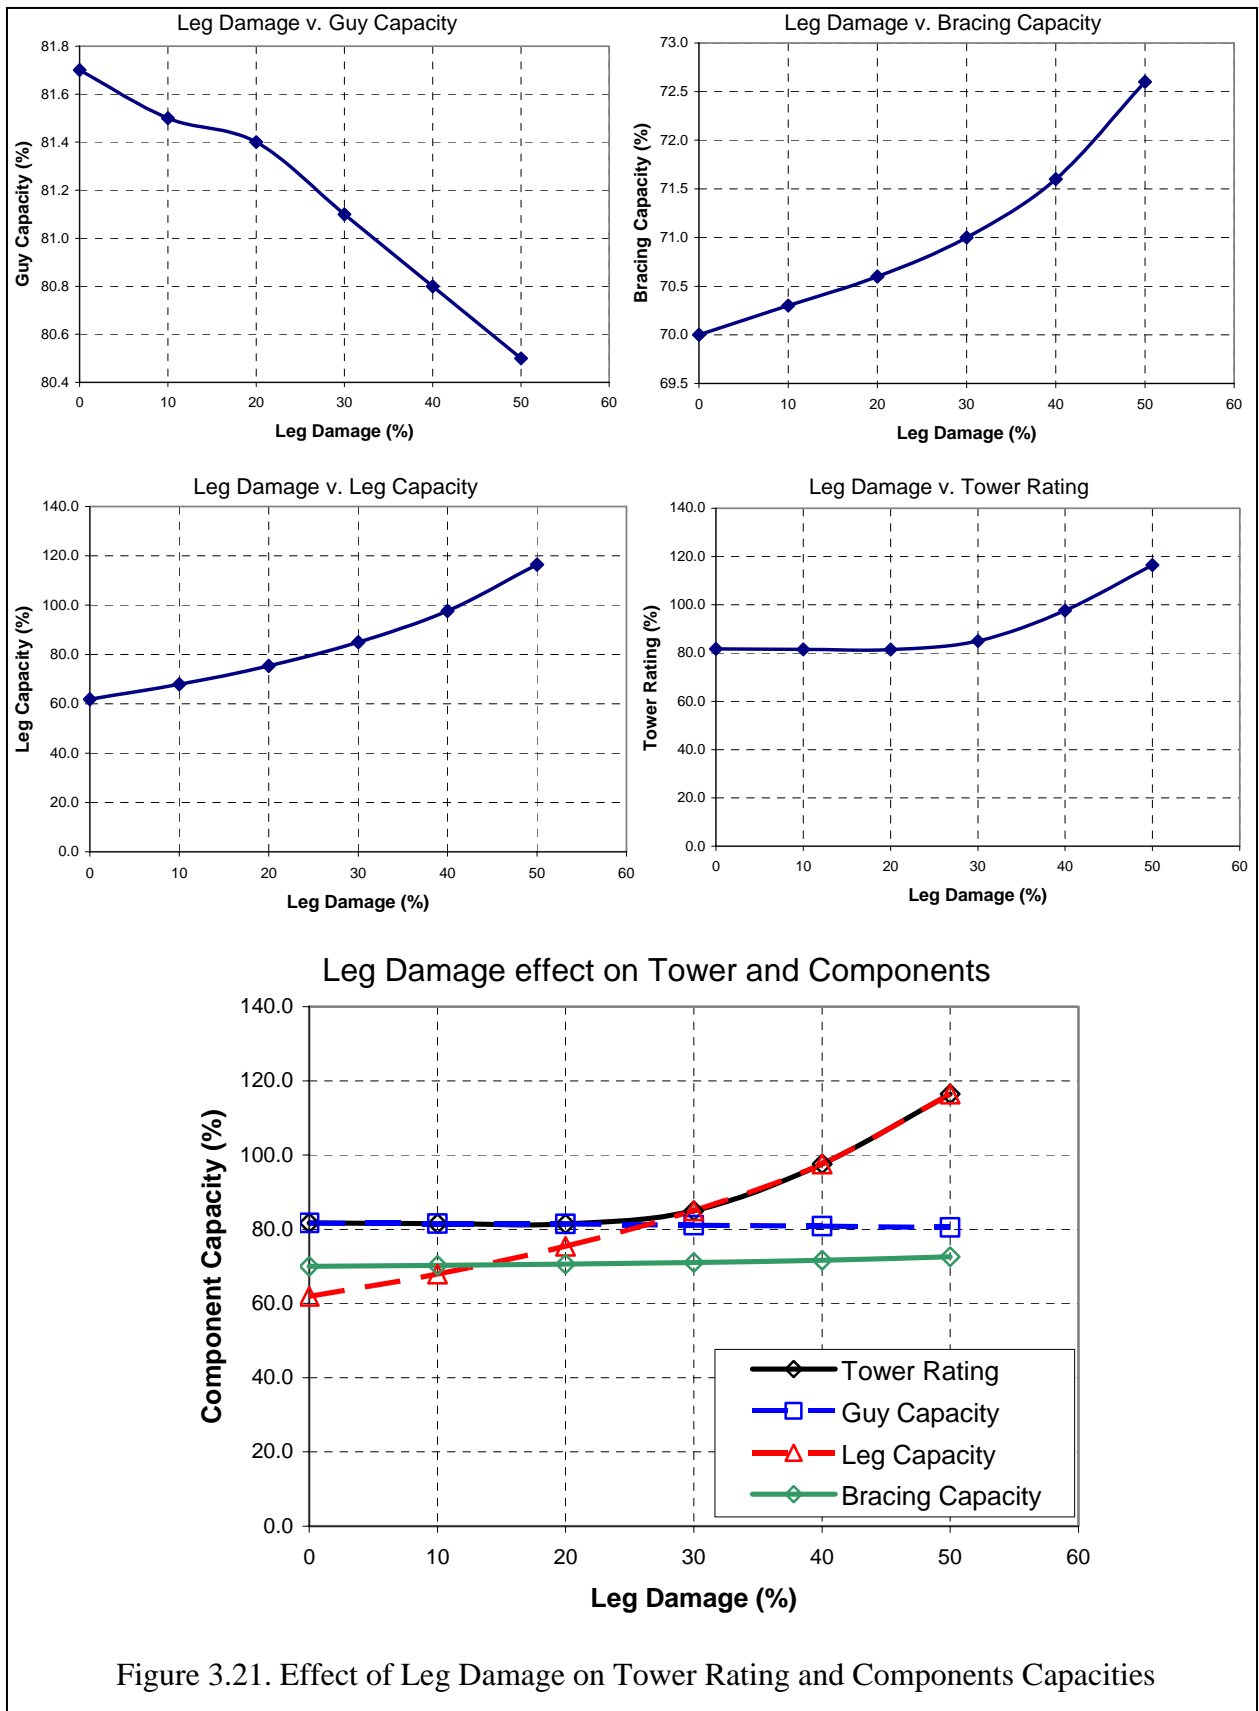 Leg Damage v. Guy Capacity
81.8
81.6
81.4
81.2
81.0
80.8
80.6
80.4
Guy Capacity (%)
0 10 20 30 40 50 60
Leg Damage (%)
Leg Damage v. Bracing Capacity
73.0
72.5
72.0
71.5
71.0
70.5
70.0
69.5
Bracing Capacity (%)
0 10 20 30 40 50 60
Leg Damage (%)
Leg Damage v. Leg Capacity
140.0
120.0
100.0
80.0
60.0
40.0
20.0
0.0
Leg Capacity (%)
0 10 20 30 40 50 60
Leg Damage (%)
Leg Damage v. Tower Rating
140.0
120.0
100.0
80.0
60.0
40.0
20.0
0.0
Tower Rating (%)
0 10 20 30 40 50 60
Leg Damage (%)
Leg Damage effect on Tower and Components
140.0
120.0
100.0
80.0
60.0
40.0
20.0
0.0
Component Capacity (%)
Tower Rating
Guy Capacity
Leg Capacity
Bracing Capacity
0 10 20 30 40 50 60
Leg Damage (%)
Figure 3.21. Effect of Leg Damage on Tower Rating and Components Capacities